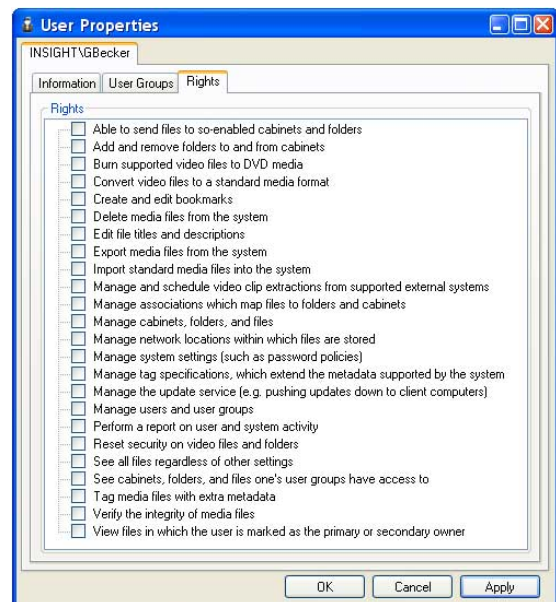 User Properties
INSIGHT\GBecker
Information User Groups Rights
Rights
Able to send files to so-enabled cabinets and folders
Add and remove folders to and from cabinets
Burn supported video files to DVD media
Convert video files to a standard media format
Create and edit bookmarks
Delete media files from the system
Edit file titles and descriptions
Export media files from the system
Import standard media files into the system
Manage and schedule video clip extractions from supported external systems
Manage associations which map files to folders and cabinets
Manage cabinets, folders, and files
Manage network locations within which files are stored
Manage system settings (such as password policies)
Manage tag specifications, which extend the metadata supported by the system
Manage the update service (e.g. pushing updates down to client computers)
Manage users and user groups
Perform a report on user and system activity
Reset security on video files and folders
See all files regardless of other settings
See cabinets, folders, and files one's user groups have access to
Tag media files with extra metadata
Verify the integrity of media files
View files in which the user is marked as the primary or secondary owner
OK Cancel Apply